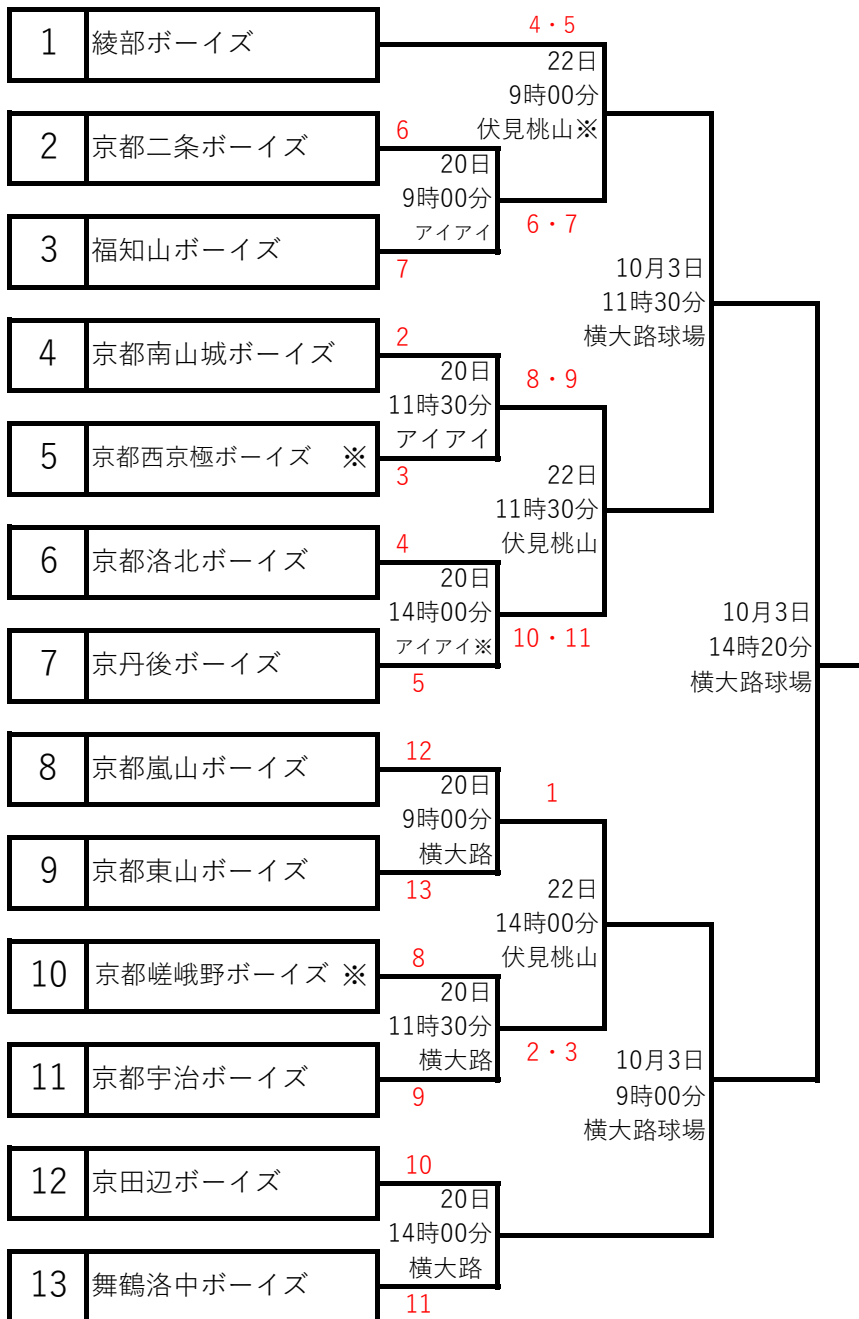 1 綾部ボーイズ
4・5
22日
9時00分
伏見桃山※
2 京都二条ボーイズ
6
20日
9時00分
アイアイ
6・7
3 福知山ボーイズ
7
10月3日
11時30分
横大路球場
4 京都南山城ボーイズ
2
20日
11時30分
アイアイ
8・9
5 京都西京極ボーイズ ※
3
22日
11時30分
伏見桃山
6 京都洛北ボーイズ
4
20日
14時00分
アイアイ※
10・11
7 京丹後ボーイズ
5
10月3日
14時20分
横大路球場
8 京都嵐山ボーイズ
12
20日
9時00分
横大路
1
9 京都東山ボーイズ
13
22日
14時00分
伏見桃山
10 京都嵯峨野ボーイズ ※
8
20日
11時30分
横大路
2・3
11 京都宇治ボーイズ
9
10月3日
9時00分
横大路球場
12 京田辺ボーイズ
10
20日
14時00分
横大路
13 舞鶴洛中ボーイズ
11